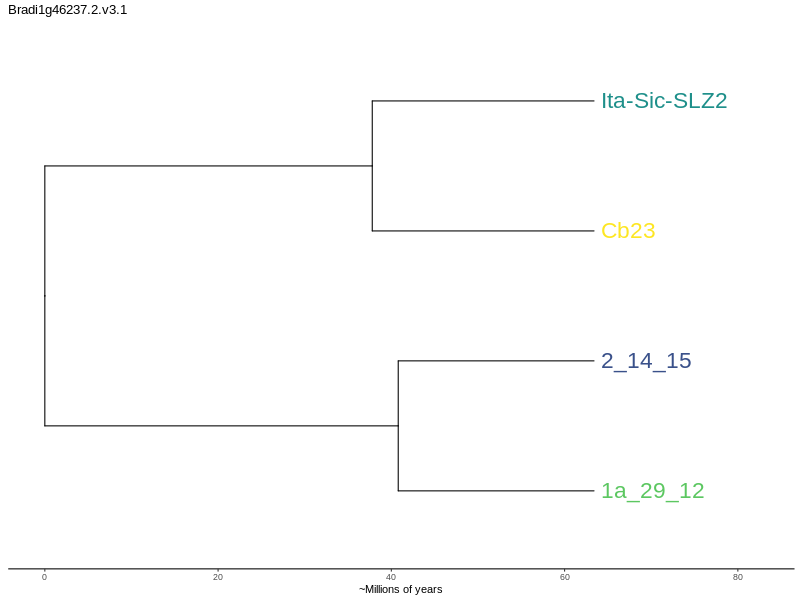 Bradi1g46237.2.v3.1
Ita-Sic-SLZ2
Cb23
2_14_15
1a_29_12
0 20 40 60 80
~Millions of years